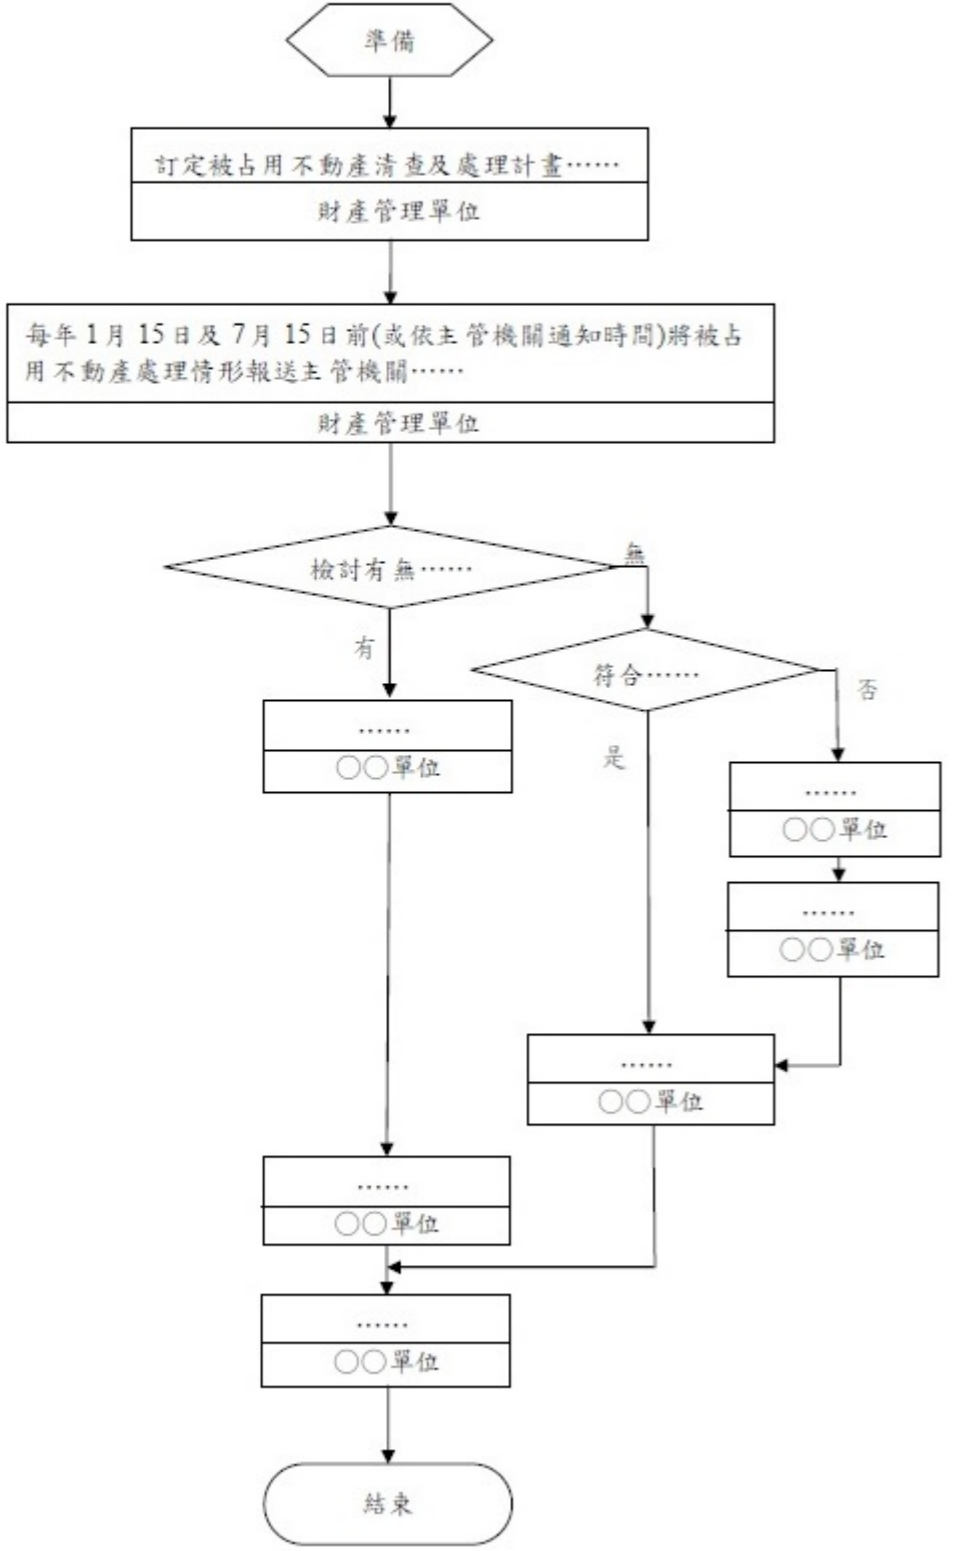 準備
訂定被占用不動產清查及處理計畫……
財產管理單位
每年 1 月 15 日及 7 月 15 日前(或依主管機關通知時間)將被占
用不動產處理情形報送主管機關……
財產管理單位
檢討有無……
無
有
符合……
否
是
……
○○單位
……
○○單位
……
○○單位
……
○○單位
……
○○單位
……
○○單位
結束